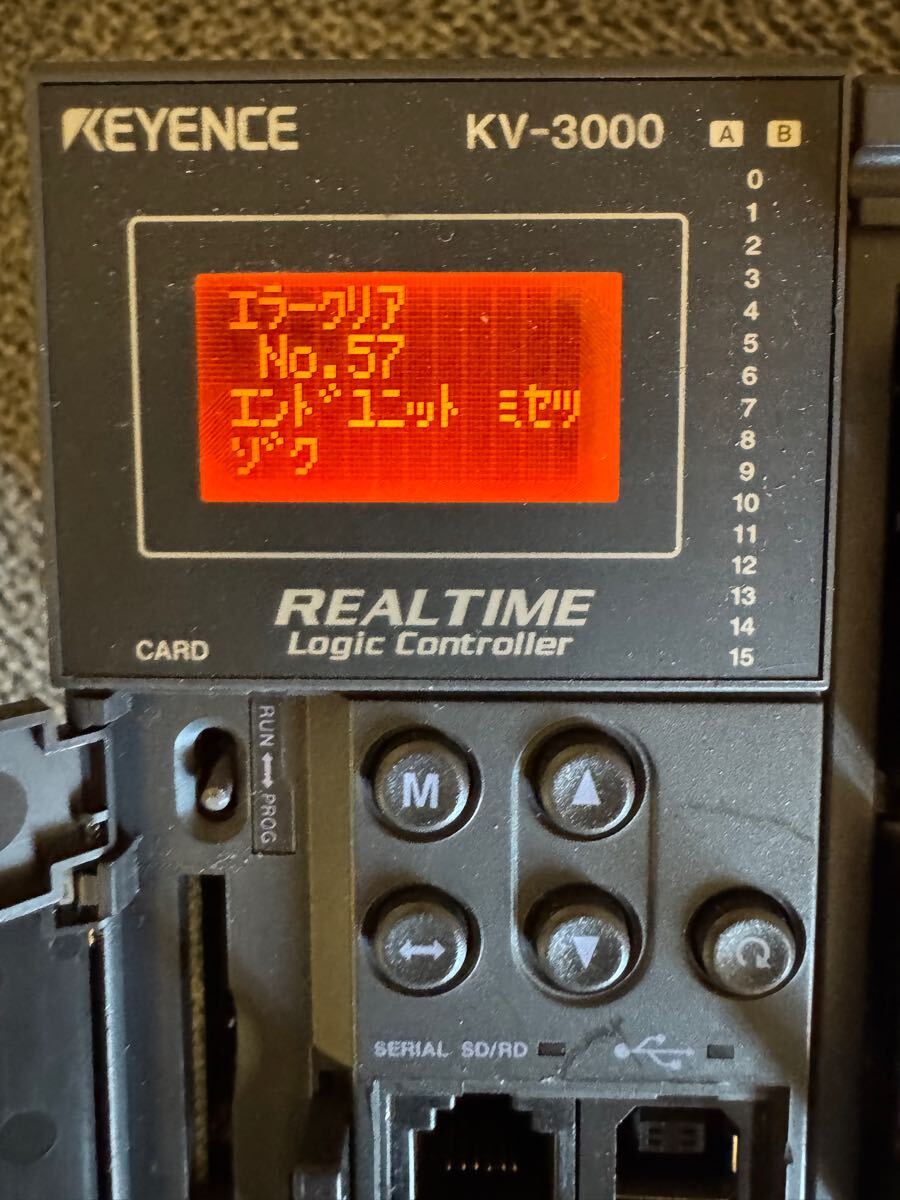 KEYENCE
KV-3000 A B
エラークリア
No.57
エンドユニット ミセツ
ゾク
0
1
2
3
4
5
6
7
8
9
10
11
12
13
14
15
REALTIME
Logic Controller
CARD
RUN ↔ PROG
M ▲
↔ ▼
SERIAL SD/RD